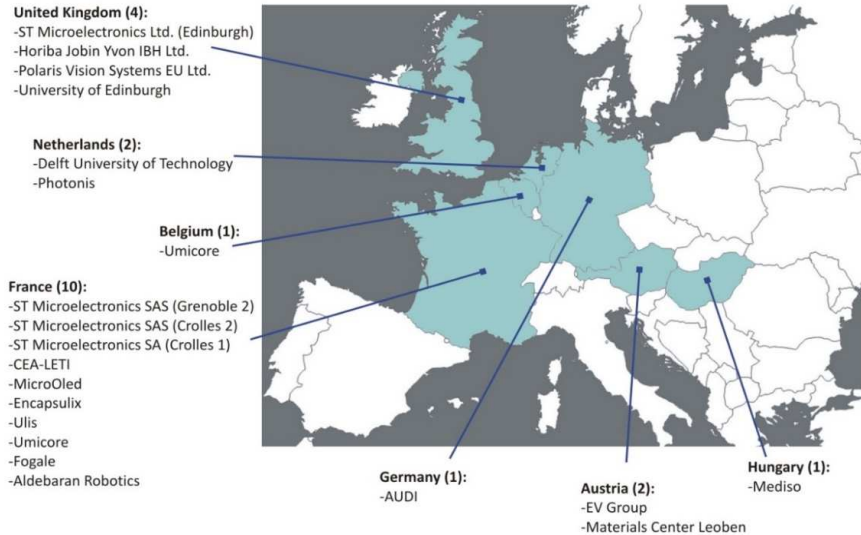 United Kingdom (4):
-ST Microelectronics Ltd. (Edinburgh)
-Horiba Jobin Yvon IBH Ltd.
-Polaris Vision Systems EU Ltd.
-University of Edinburgh
Netherlands (2):
-Delft University of Technology
-Photonis
Belgium (1):
-Umicore
France (10):
-ST Microelectronics SAS (Grenoble 2)
-ST Microelectronics SAS (Crolles 2)
-ST Microelectronics SA (Crolles 1)
-CEA-LETI
-MicroOled
-Encapsulix
-Ulis
-Umicore
-Fogale
-Aldebaran Robotics
Germany (1):
-AUDI
Austria (2):
-EV Group
-Materials Center Leoben
Hungary (1):
-Mediso